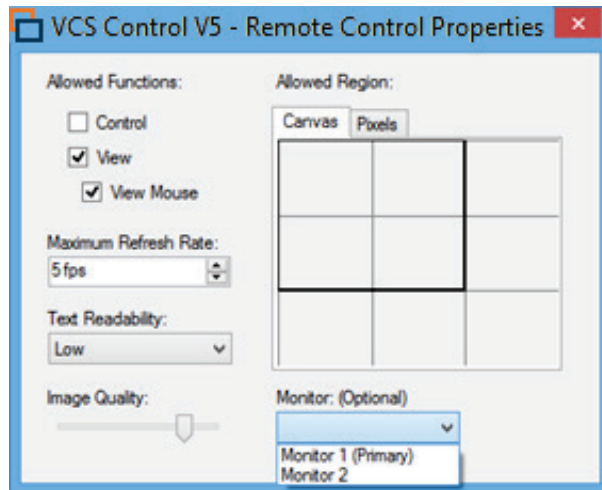 VCS Control V5 - Remote Control Properties
Allowed Functions:
Control
View
View Mouse
Maximum Refresh Rate:
5 fps
Text Readability:
Low
Image Quality:
Allowed Region:
Canvas Pixels
Monitor: (Optional)
Monitor 1 (Primary)
Monitor 2